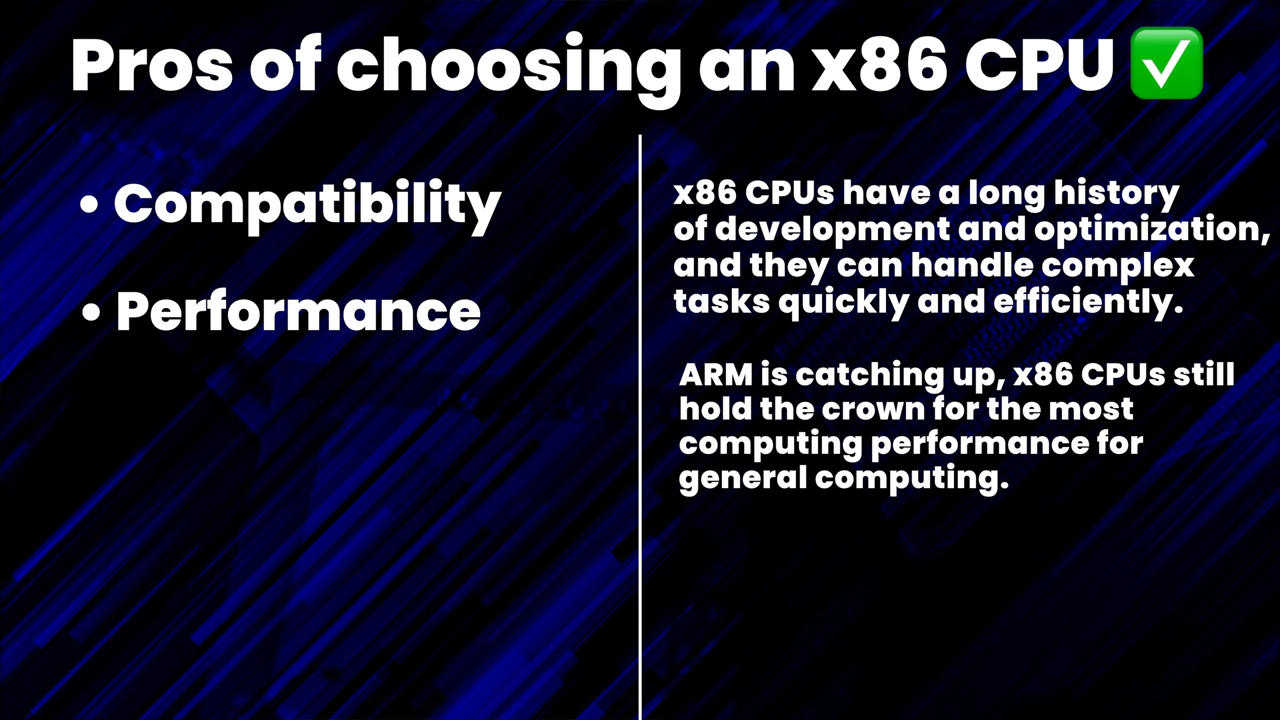 Pros of choosing an x86 CPU ✅
• Compatibility
• Performance
x86 CPUs have a long history
of development and optimization,
and they can handle complex
tasks quickly and efficiently.
ARM is catching up, x86 CPUs still
hold the crown for the most
computing performance for
general computing.